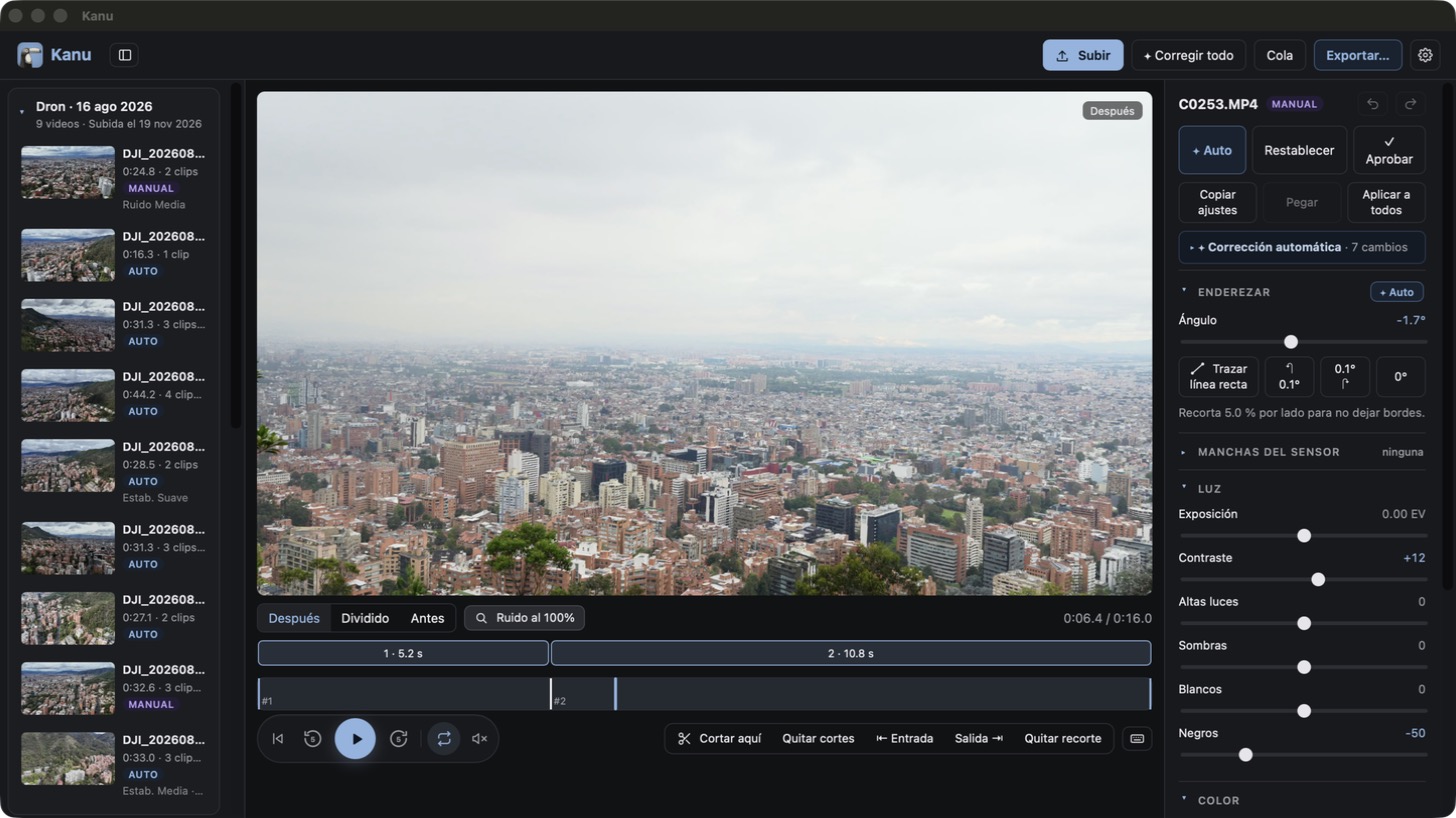 Kanu
Kanu
Subir
+ Corregir todo
Cola
Exportar...
Dron · 16 ago 2026
9 videos · Subida el 19 nov 2026
DJI_202608...
0:24.8 · 2 clips
MANUAL
Ruido Media
DJI_202608...
0:16.3 · 1 clip
AUTO
DJI_202608...
0:31.3 · 3 clips...
AUTO
DJI_202608...
0:44.2 · 4 clip...
AUTO
DJI_202608...
0:28.5 · 2 clips
AUTO
Estab. Suave
DJI_202608...
0:31.3 · 3 clips...
AUTO
DJI_202608...
0:27.1 · 2 clips
AUTO
DJI_202608...
0:32.6 · 3 clip...
MANUAL
DJI_202608...
0:33.0 · 3 clip...
AUTO
Estab. Media ·...
Después
Después
Dividido
Antes
Ruido al 100%
0:06.4 / 0:16.0
1 · 5.2 s
2 · 10.8 s
#1
#2
5
5
Cortar aquí
Quitar cortes
⇤ Entrada
Salida ⇥
Quitar recorte
C0253.MP4
MANUAL
+ Auto
Restablecer
✓
Aprobar
Copiar
ajustes
Pegar
Aplicar a
todos
+ Corrección automática · 7 cambios
ENDEREZAR
+ Auto
Ángulo
-1.7°
Trazar
línea recta
0.1°
0.1°
0°
Recorta 5.0 % por lado para no dejar bordes.
MANCHAS DEL SENSOR
ninguna
LUZ
Exposición
0.00 EV
Contraste
+12
Altas luces
0
Sombras
0
Blancos
0
Negros
-50
COLOR